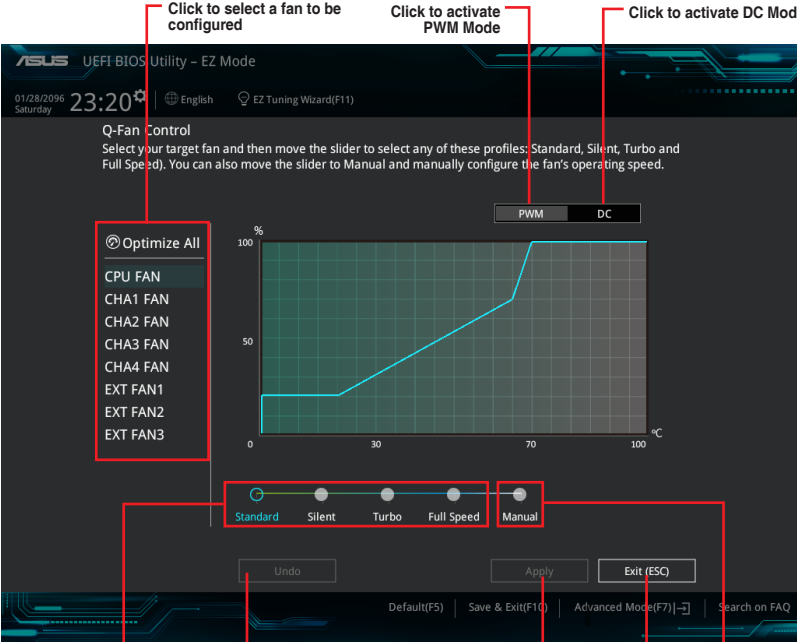 Click to select a fan to be
configured
Click to activate
PWM Mode
Click to activate DC Mod
ASUS UEFI BIOS Utility – EZ Mode
01/28/2096
Saturday
23:20
English
EZ Tuning Wizard(F11)
Q-Fan Control
Select your target fan and then move the slider to select any of these profiles: Standard, Silent, Turbo and
Full Speed). You can also move the slider to Manual and manually configure the fan's operating speed.
PWM DC
Optimize All
CPU FAN
CHA1 FAN
CHA2 FAN
CHA3 FAN
CHA4 FAN
EXT FAN1
EXT FAN2
EXT FAN3
%
100
50
0 30 70 100
ºC
Standard Silent Turbo Full Speed Manual
Undo Apply Exit (ESC)
Default(F5) Save & Exit(F10) Advanced Mode(F7) Search on FAQ